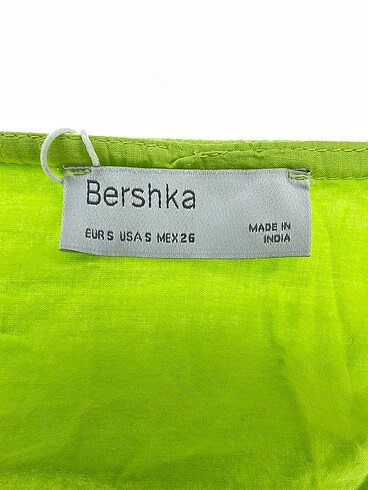 Bershka
EUR S USA S MEX 26
MADE IN
INDIA